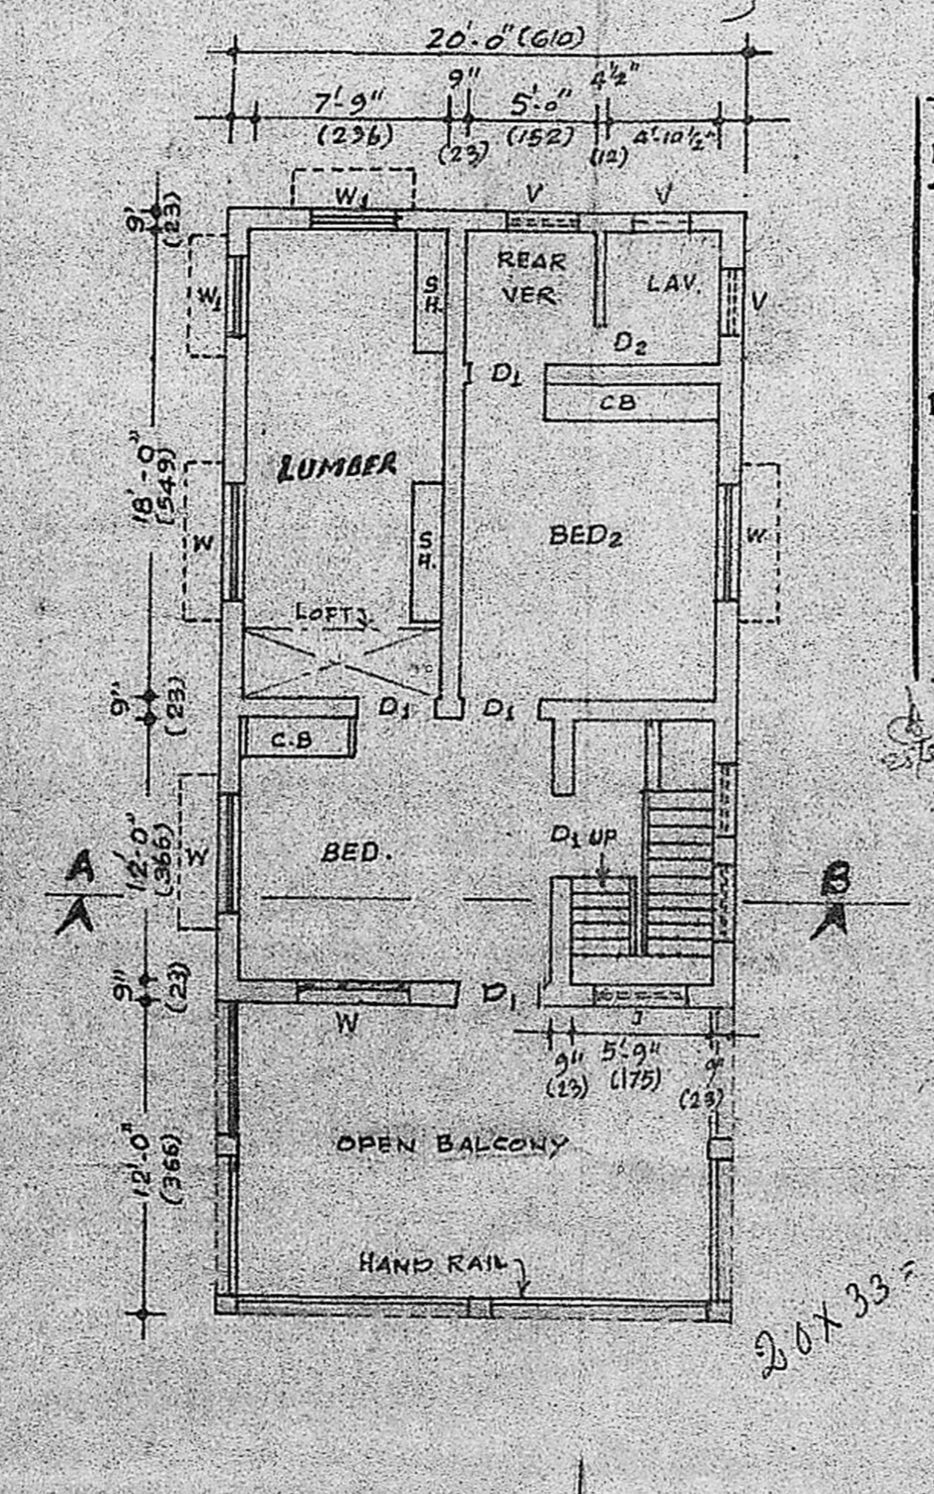 20'-0" (610)
9" 4½"
7'-9" 5'-0"
(236) (23) (152) (12) 4'-10½"
9"
(23)
W1 V V
W1 SH. REAR
VER LAV. V
D2
D1
CB
LUMBER
18'-0"
(549)
W SH. BED2 W
LOFT
9"
(23)
D1 D1
C.B
12'-0"
(366)
W BED. D1 UP
A B
9"
(23)
D1
W J
9" 5'-9" 9"
(23) (175) (23)
12'-0"
(366)
OPEN BALCONY
HAND RAIL
20 X 33 =